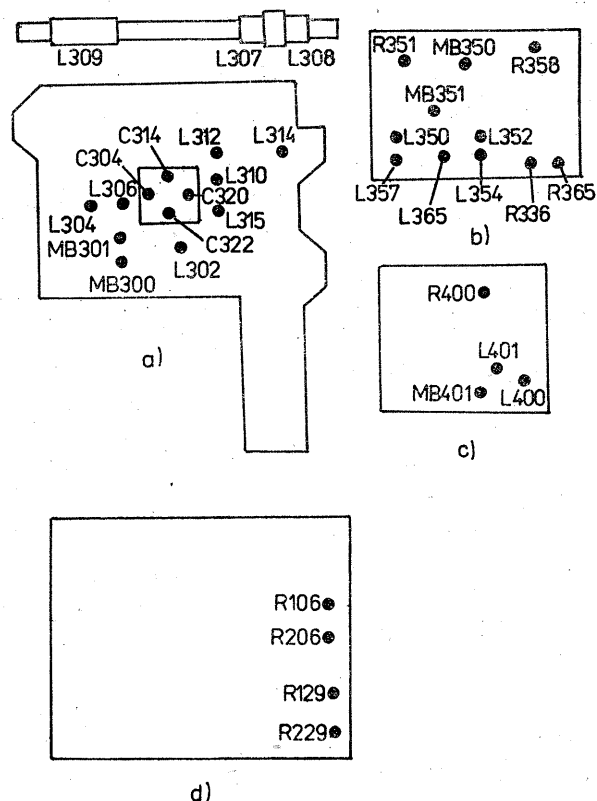 L309 L307 L308
C314 L312 L314
C304 L310
L306 C320
L304 L315
MB301 C322
MB300 L302
a)
R351 MB350 R358
MB351
L350 L352
L357 L365 L354 R336 R365
b)
R400
L401
MB401 L400
c)
R106
R206
R129
R229
d)